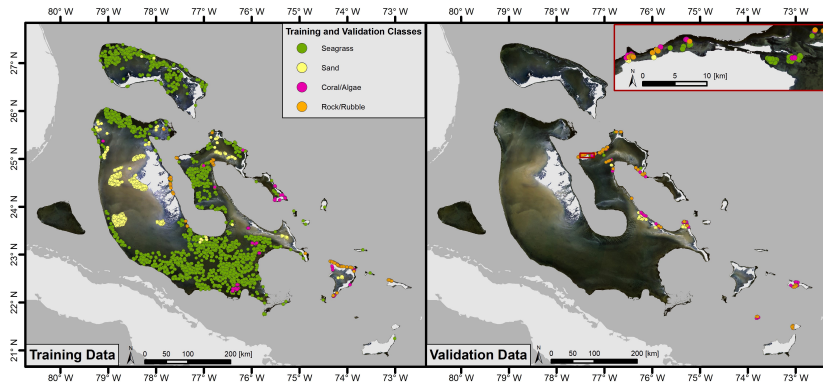 80° W 79° W 78° W 77° W 76° W 75° W 74° W 73° W 80° W 79° W 78° W 77° W 76° W 75° W 74° W 73° W
27° N
26° N
25° N
24° N
23° N
22° N
21° N
Training and Validation Classes
Seagrass
Sand
Coral/Algae
Rock/Rubble
N
0 5 10 [km]
Training Data
N
0 50 100 200 [km]
Validation Data
N
0 50 100 200 [km]
80° W 79° W 78° W 77° W 76° W 75° W 74° W 73° W 80° W 79° W 78° W 77° W 76° W 75° W 74° W 73° W